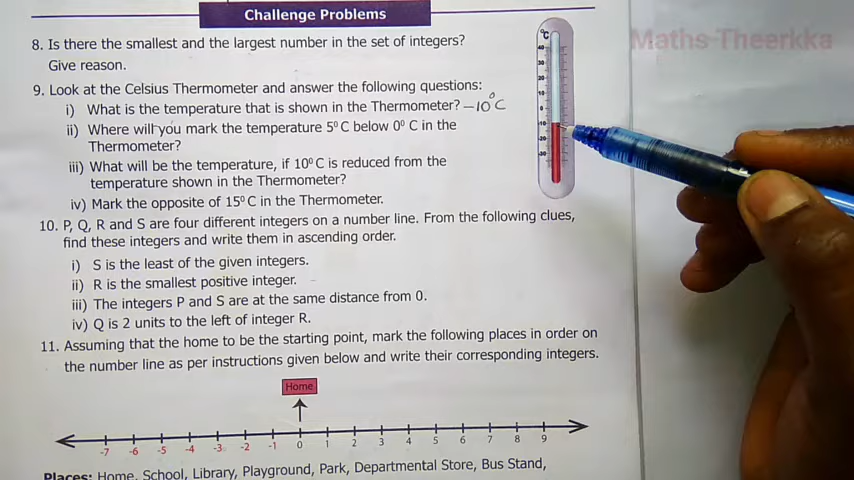 Challenge Problems
Maths Theerkka
8. Is there the smallest and the largest number in the set of integers?
Give reason.
9. Look at the Celsius Thermometer and answer the following questions:
i) What is the temperature that is shown in the Thermometer? -10°C
ii) Where will you mark the temperature 5⁰ C below 0⁰ C in the
Thermometer?
iii) What will be the temperature, if 10⁰ C is reduced from the
temperature shown in the Thermometer?
iv) Mark the opposite of 15⁰ C in the Thermometer.
°C
40
30
20
10
0
-10
-20
-30
10. P, Q, R and S are four different integers on a number line. From the following clues,
find these integers and write them in ascending order.
i) S is the least of the given integers.
ii) R is the smallest positive integer.
iii) The integers P and S are at the same distance from 0.
iv) Q is 2 units to the left of integer R.
11. Assuming that the home to be the starting point, mark the following places in order on
the number line as per instructions given below and write their corresponding integers.
Home
-7 -6 -5 -4 -3 -2 -1 0 1 2 3 4 5 6 7 8 9
Places: Home, School, Library, Playground, Park, Departmental Store, Bus Stand,